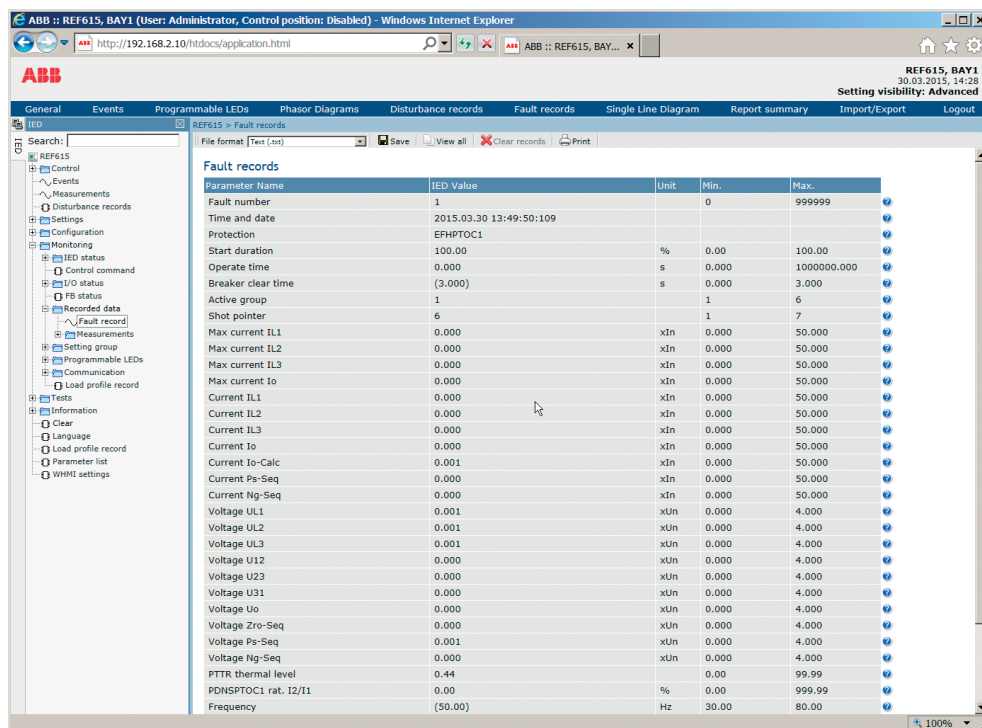 ABB :: REF615, BAY1 (User: Administrator, Control position: Disabled) - Windows Internet Explorer
ABB http://192.168.2.10/htdocs/application.html ABB ABB :: REF615, BAY... ×
ABB
REF615, BAY1
30.03.2015, 14:28
Setting visibility: Advanced
General Events Programmable LEDs Phasor Diagrams Disturbance records Fault records Single Line Diagram Report summary Import/Export Logout
IED
IED
Search:
REF615
Control
Events
Measurements
Disturbance records
Settings
Configuration
Monitoring
IED status
Control command
I/O status
FB status
Recorded data
Fault record
Measurements
Setting group
Programmable LEDs
Communication
Load profile record
Tests
Information
Clear
Language
Load profile record
Parameter list
WHMI settings
REF615 > Fault records
File format Text (.txt) Save View all Clear records Print
Fault records
Parameter Name IED Value Unit Min. Max.
Fault number 1 0 999999
Time and date 2015.03.30 13:49:50:109
Protection EFHPTOC1
Start duration 100.00 % 0.00 100.00
Operate time 0.000 s 0.000 1000000.000
Breaker clear time (3.000) s 0.000 3.000
Active group 1 1 6
Shot pointer 6 1 7
Max current IL1 0.000 xIn 0.000 50.000
Max current IL2 0.000 xIn 0.000 50.000
Max current IL3 0.000 xIn 0.000 50.000
Max current Io 0.000 xIn 0.000 50.000
Current IL1 0.000 xIn 0.000 50.000
Current IL2 0.000 xIn 0.000 50.000
Current IL3 0.000 xIn 0.000 50.000
Current Io 0.000 xIn 0.000 50.000
Current Io-Calc 0.001 xIn 0.000 50.000
Current Ps-Seq 0.000 xIn 0.000 50.000
Current Ng-Seq 0.000 xIn 0.000 50.000
Voltage UL1 0.001 xUn 0.000 4.000
Voltage UL2 0.001 xUn 0.000 4.000
Voltage UL3 0.001 xUn 0.000 4.000
Voltage U12 0.000 xUn 0.000 4.000
Voltage U23 0.000 xUn 0.000 4.000
Voltage U31 0.000 xUn 0.000 4.000
Voltage Uo 0.000 xUn 0.000 4.000
Voltage Zro-Seq 0.000 xUn 0.000 4.000
Voltage Ps-Seq 0.001 xUn 0.000 4.000
Voltage Ng-Seq 0.000 xUn 0.000 4.000
PTTR thermal level 0.44 0.00 99.99
PDNSPTOC1 rat. I2/I1 0.00 % 0.00 999.99
Frequency (50.00) Hz 30.00 80.00
100%